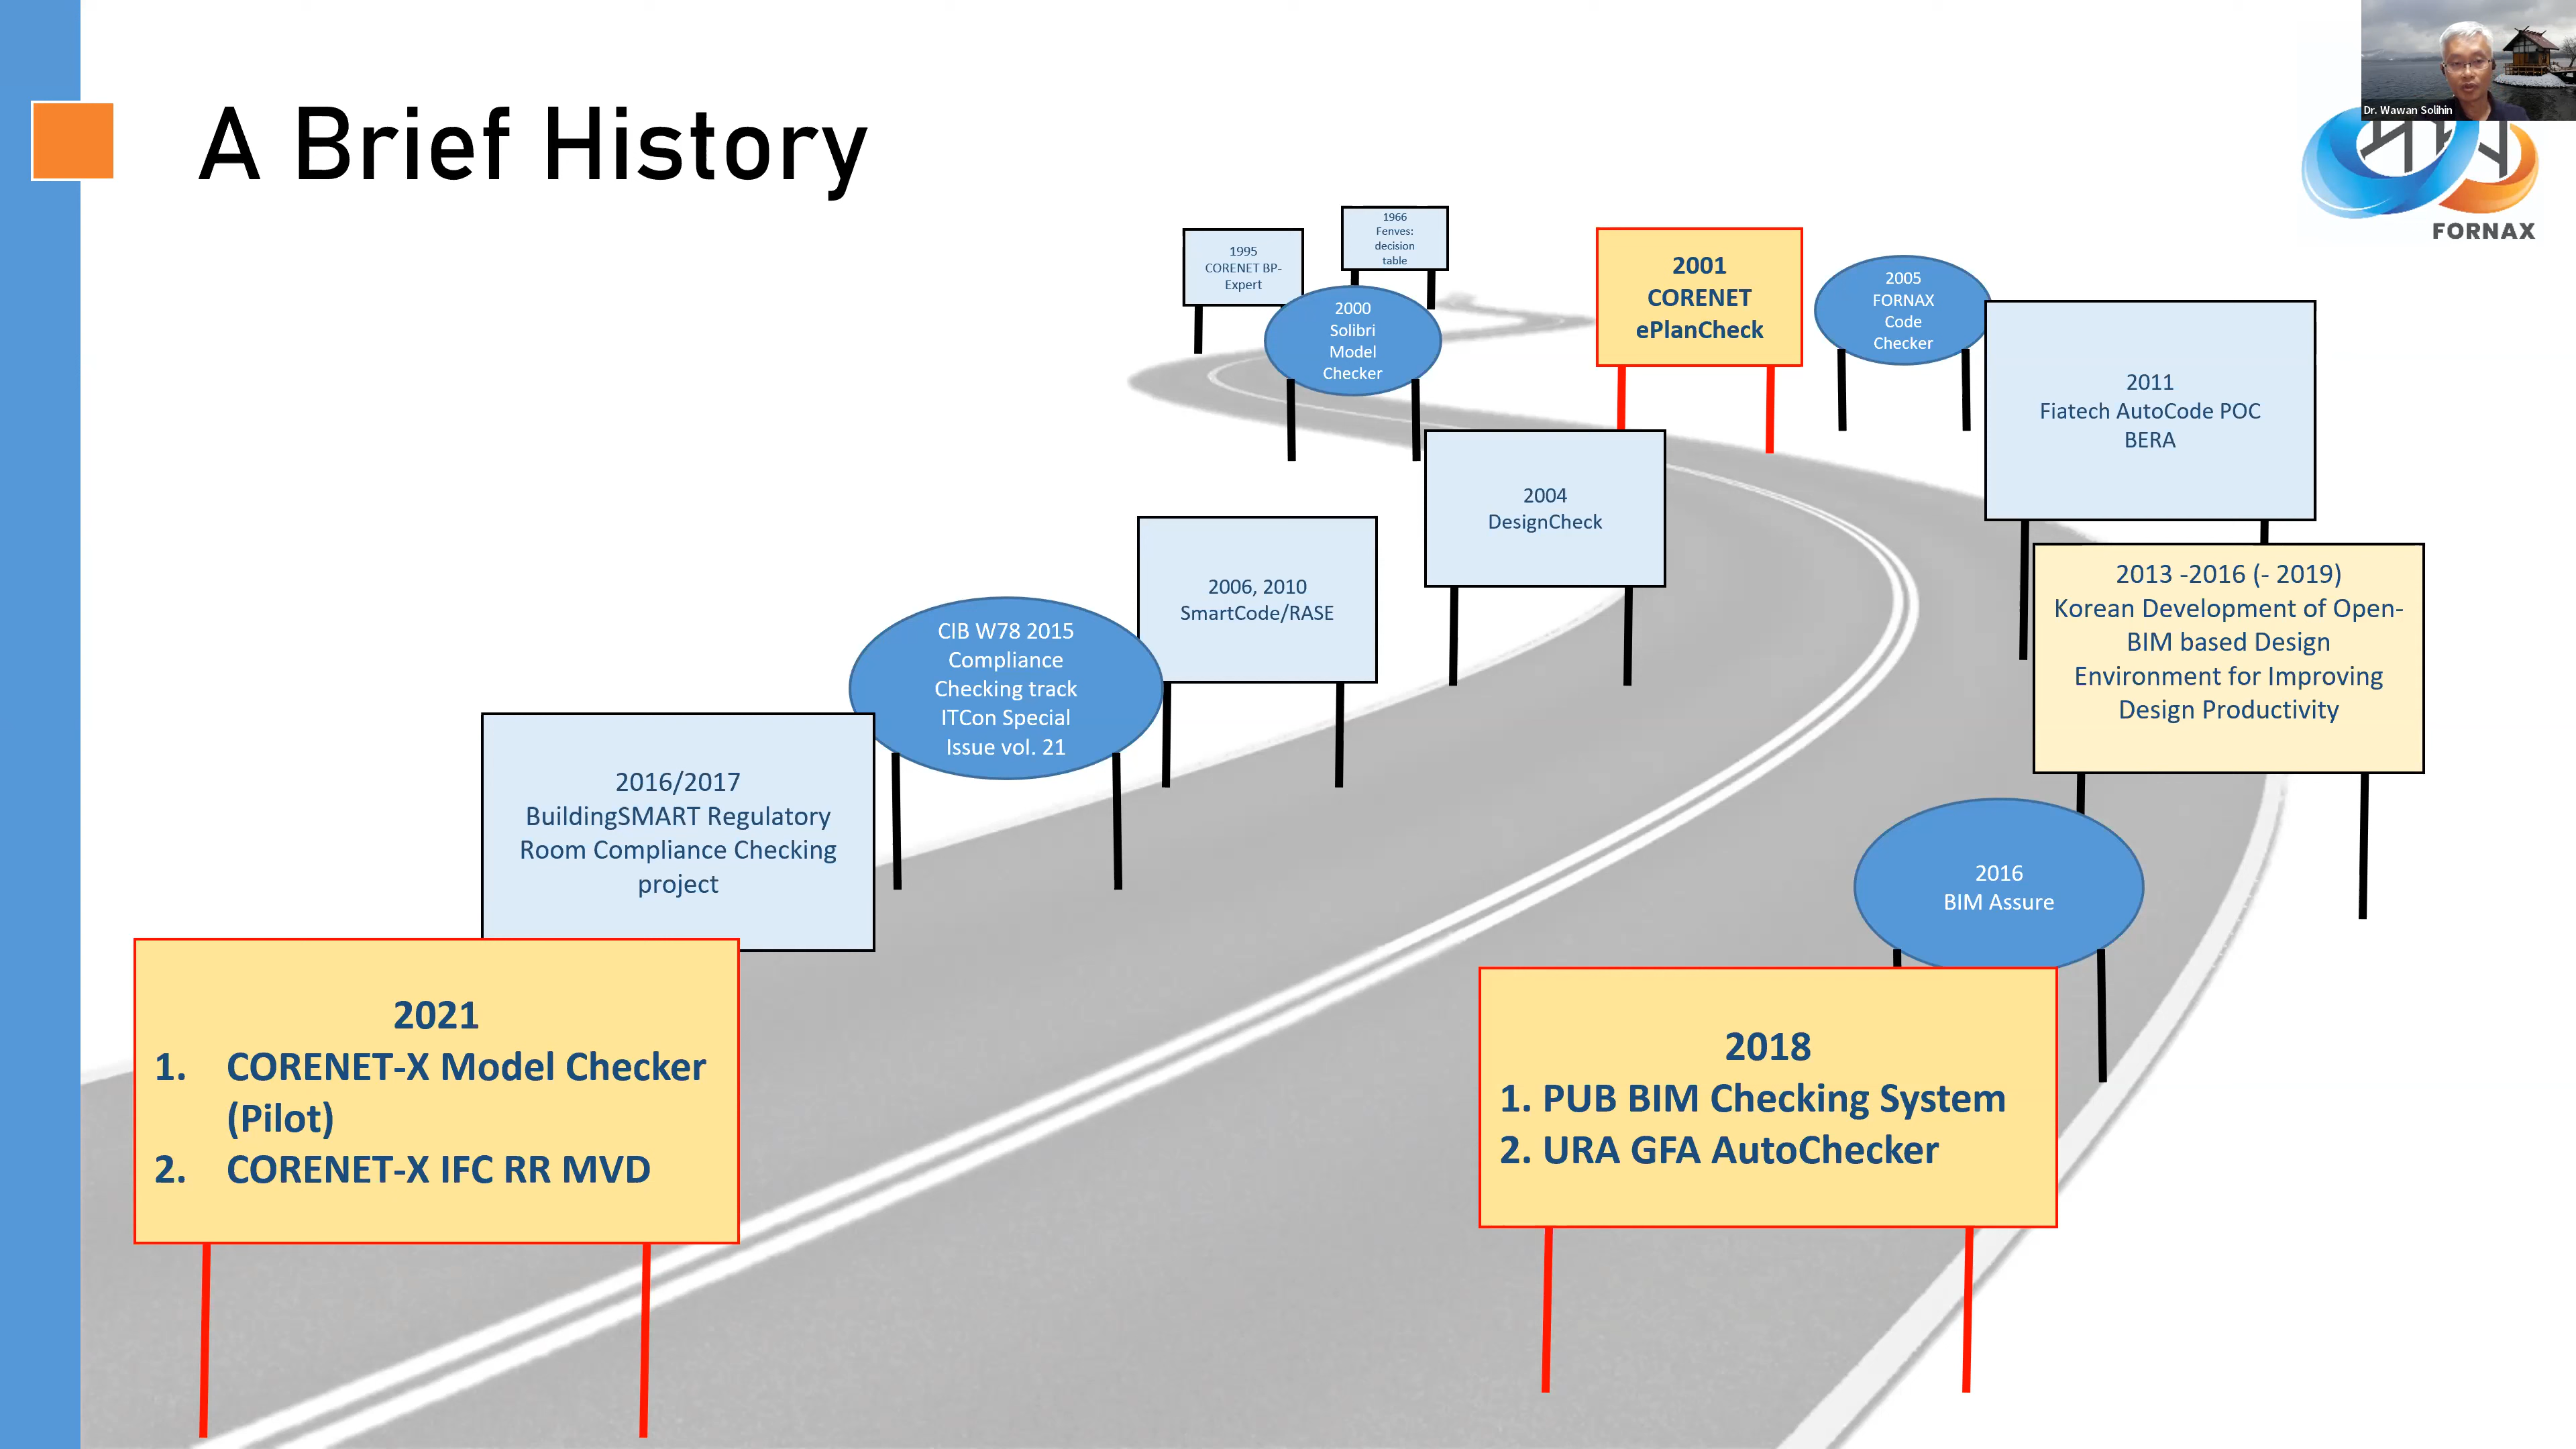 A Brief History
Dr. Wawan Solihin
FORNAX
1966
Fenves:
decision
table
1995
CORENET BP-
Expert
2000
Solibri
Model
Checker
2001
CORENET
ePlanCheck
2005
FORNAX
Code
Checker
2011
Fiatech AutoCode POC
BERA
2004
DesignCheck
2006, 2010
SmartCode/RASE
2013 -2016 (- 2019)
Korean Development of Open-
BIM based Design
Environment for Improving
Design Productivity
CIB W78 2015
Compliance
Checking track
ITCon Special
Issue vol. 21
2016/2017
BuildingSMART Regulatory
Room Compliance Checking
project
2016
BIM Assure
2021
1. CORENET-X Model Checker
(Pilot)
2. CORENET-X IFC RR MVD
2018
1. PUB BIM Checking System
2. URA GFA AutoChecker